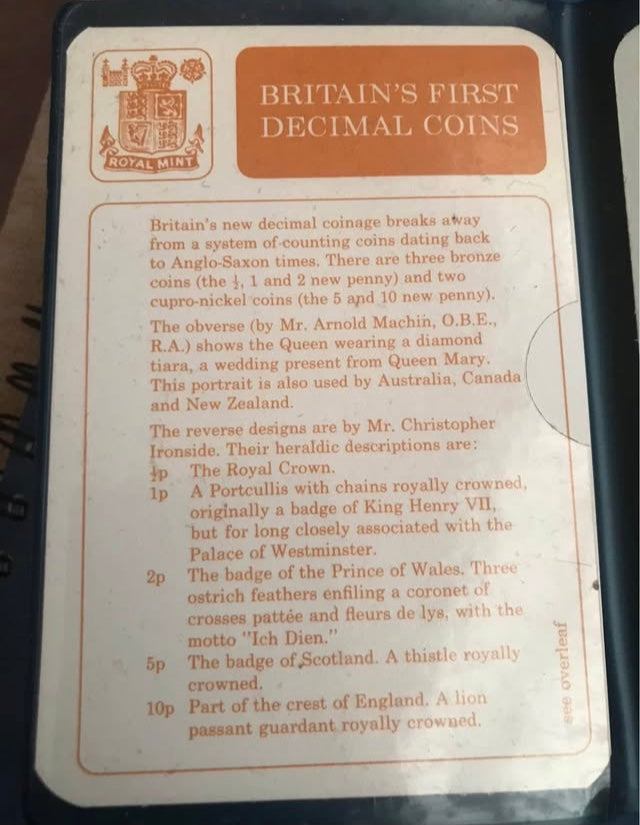 ROYAL MINT
BRITAIN'S FIRST
DECIMAL COINS
Britain's new decimal coinage breaks away
from a system of counting coins dating back
to Anglo-Saxon times. There are three bronze
coins (the ½, 1 and 2 new penny) and two
cupro-nickel coins (the 5 and 10 new penny).
The obverse (by Mr. Arnold Machin, O.B.E.,
R.A.) shows the Queen wearing a diamond
tiara, a wedding present from Queen Mary.
This portrait is also used by Australia, Canada
and New Zealand.
The reverse designs are by Mr. Christopher
Ironside. Their heraldic descriptions are:
½p The Royal Crown.
1p A Portcullis with chains royally crowned,
originally a badge of King Henry VII,
but for long closely associated with the
Palace of Westminster.
2p The badge of the Prince of Wales. Three
ostrich feathers enfiling a coronet of
crosses pattée and fleurs de lys, with the
motto "Ich Dien."
5p The badge of Scotland. A thistle royally
crowned.
10p Part of the crest of England. A lion
passant guardant royally crowned.
see overleaf